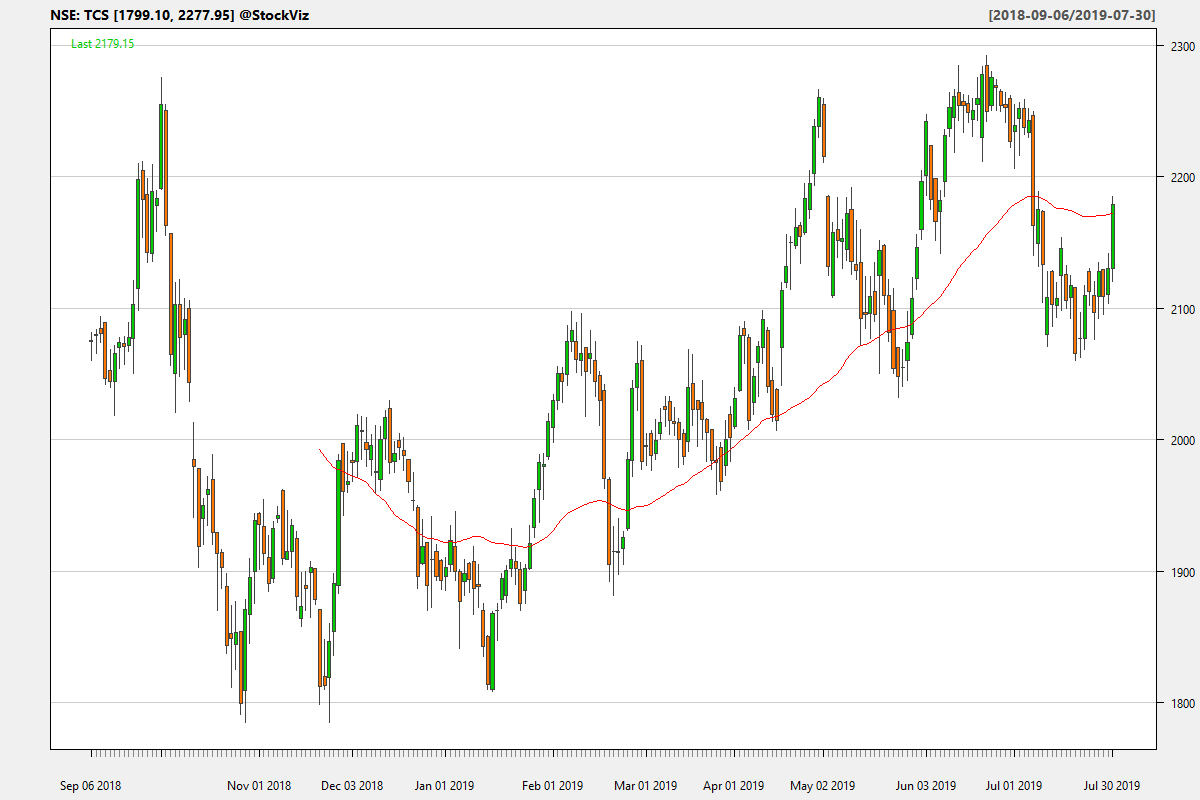 NSE: TCS [1799.10, 2277.95] @StockViz
[2018-09-06/2019-07-30]
Last 2179.15
2300
2200
2100
2000
1900
1800
Sep 06 2018
Nov 01 2018
Dec 03 2018
Jan 01 2019
Feb 01 2019
Mar 01 2019
Apr 01 2019
May 02 2019
Jun 03 2019
Jul 01 2019
Jul 30 2019